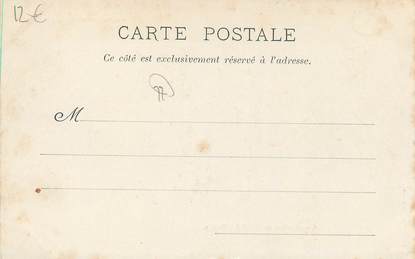 12€
CARTE POSTALE
Ce côté est exclusivement réservé à l'adresse.
M